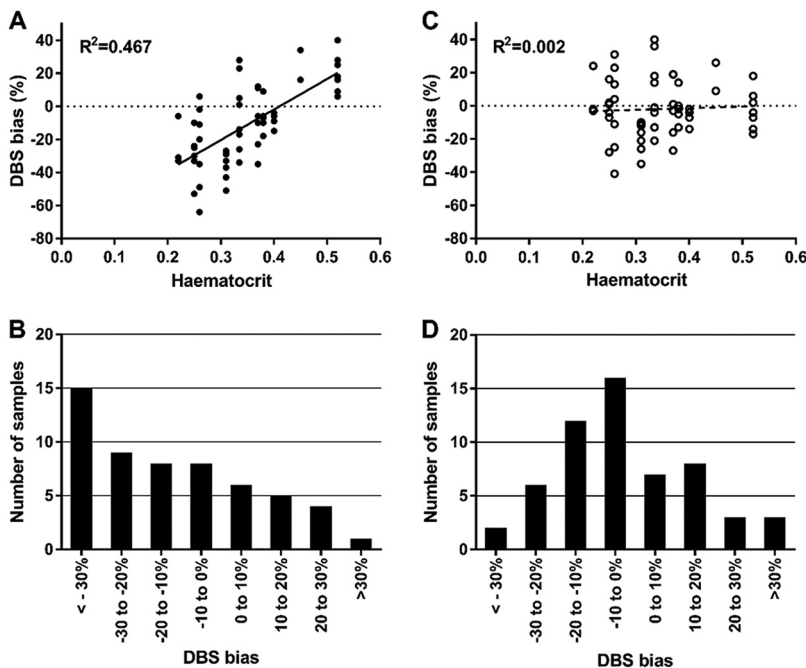 A
R²=0.467
DBS bias (%)
40
20
0
-20
-40
-60
-80
0.0 0.1 0.2 0.3 0.4 0.5 0.6
Haematocrit
C
R²=0.002
DBS bias (%)
40
20
0
-20
-40
-60
-80
0.0 0.1 0.2 0.3 0.4 0.5 0.6
Haematocrit
B
Number of samples
20
15
10
5
0
< - 30%
-30 to -20%
-20 to -10%
-10 to 0%
0 to 10%
10 to 20%
20 to 30%
>30%
DBS bias
D
Number of samples
20
15
10
5
0
< - 30%
-30 to -20%
-20 to -10%
-10 to 0%
0 to 10%
10 to 20%
20 to 30%
>30%
DBS bias